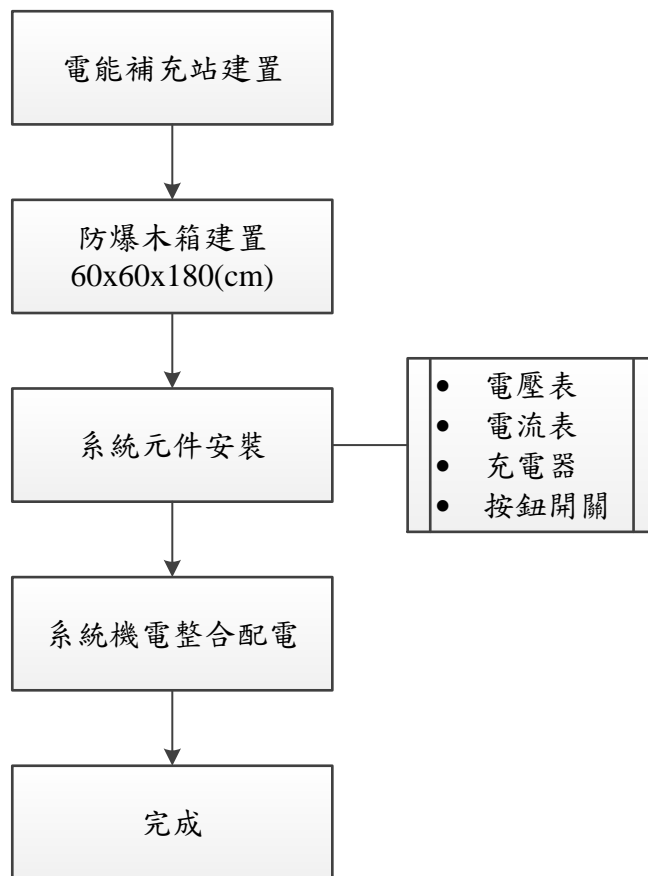 電能補充站建置
防爆木箱建置
60x60x180(cm)
系統元件安裝
● 電壓表
● 電流表
● 充電器
● 按鈕開關
系統機電整合配電
完成